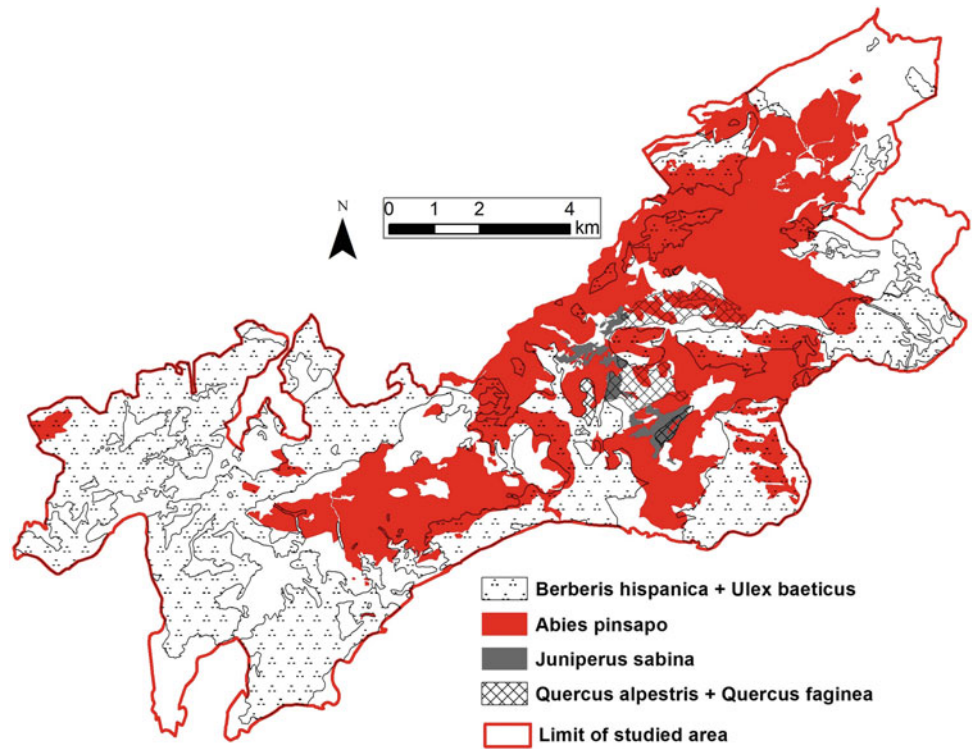 N
0 1 2 4
km
Berberis hispanica + Ulex baeticus
Abies pinsapo
Juniperus sabina
Quercus alpestris + Quercus faginea
Limit of studied area